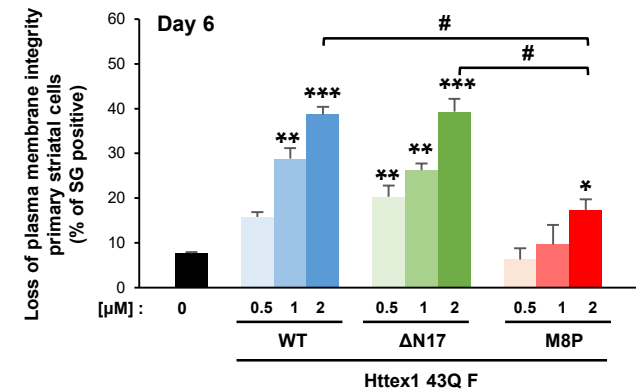 Day 6
Loss of plasma membrane integrity
primary striatal cells
(% of SG positive)
60
50
40
30
20
10
0
#
#
**
***
**
**
***
*
[µM] : 0 0.5 1 2 0.5 1 2 0.5 1 2
WT ΔN17 M8P
Httex1 43Q F